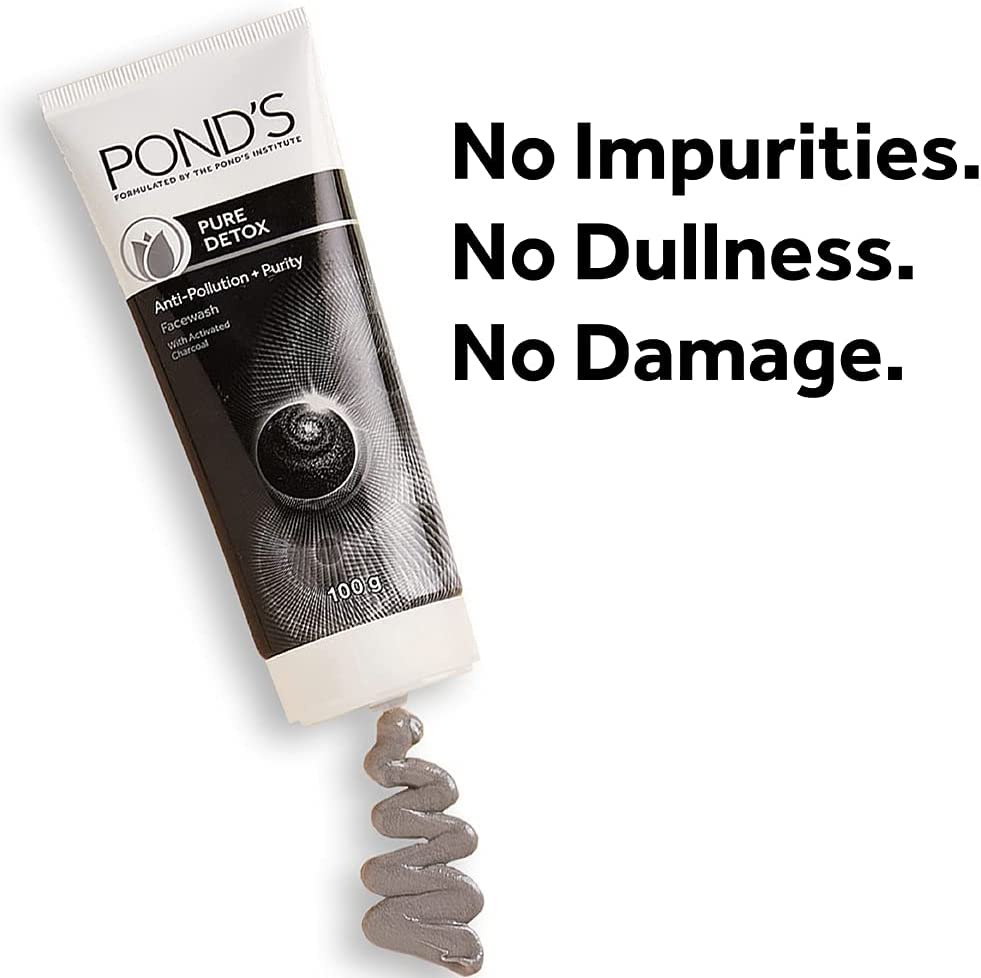 POND'S
FORMULATED BY THE POND'S INSTITUTE
PURE
DETOX
Anti-Pollution + Purity
Facewash
With Activated
Charcoal
100 g
No Impurities.
No Dullness.
No Damage.